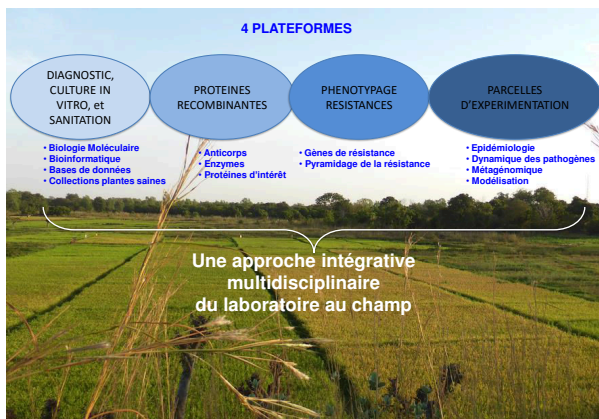 4 PLATEFORMES
DIAGNOSTIC,
CULTURE IN
VITRO, et
SANITATION
PROTEINES
RECOMBINANTES
PHENOTYPAGE
RESISTANCES
PARCELLES
D'EXPERIMENTATION
• Biologie Moléculaire
• Bioinformatique
• Bases de données
• Collections plantes saines
• Anticorps
• Enzymes
• Protéines d'intérêt
• Gènes de résistance
• Pyramidage de la résistance
• Epidémiologie
• Dynamique des pathogènes
• Métagénomique
• Modélisation
Une approche intégrative
multidisciplinaire
du laboratoire au champ